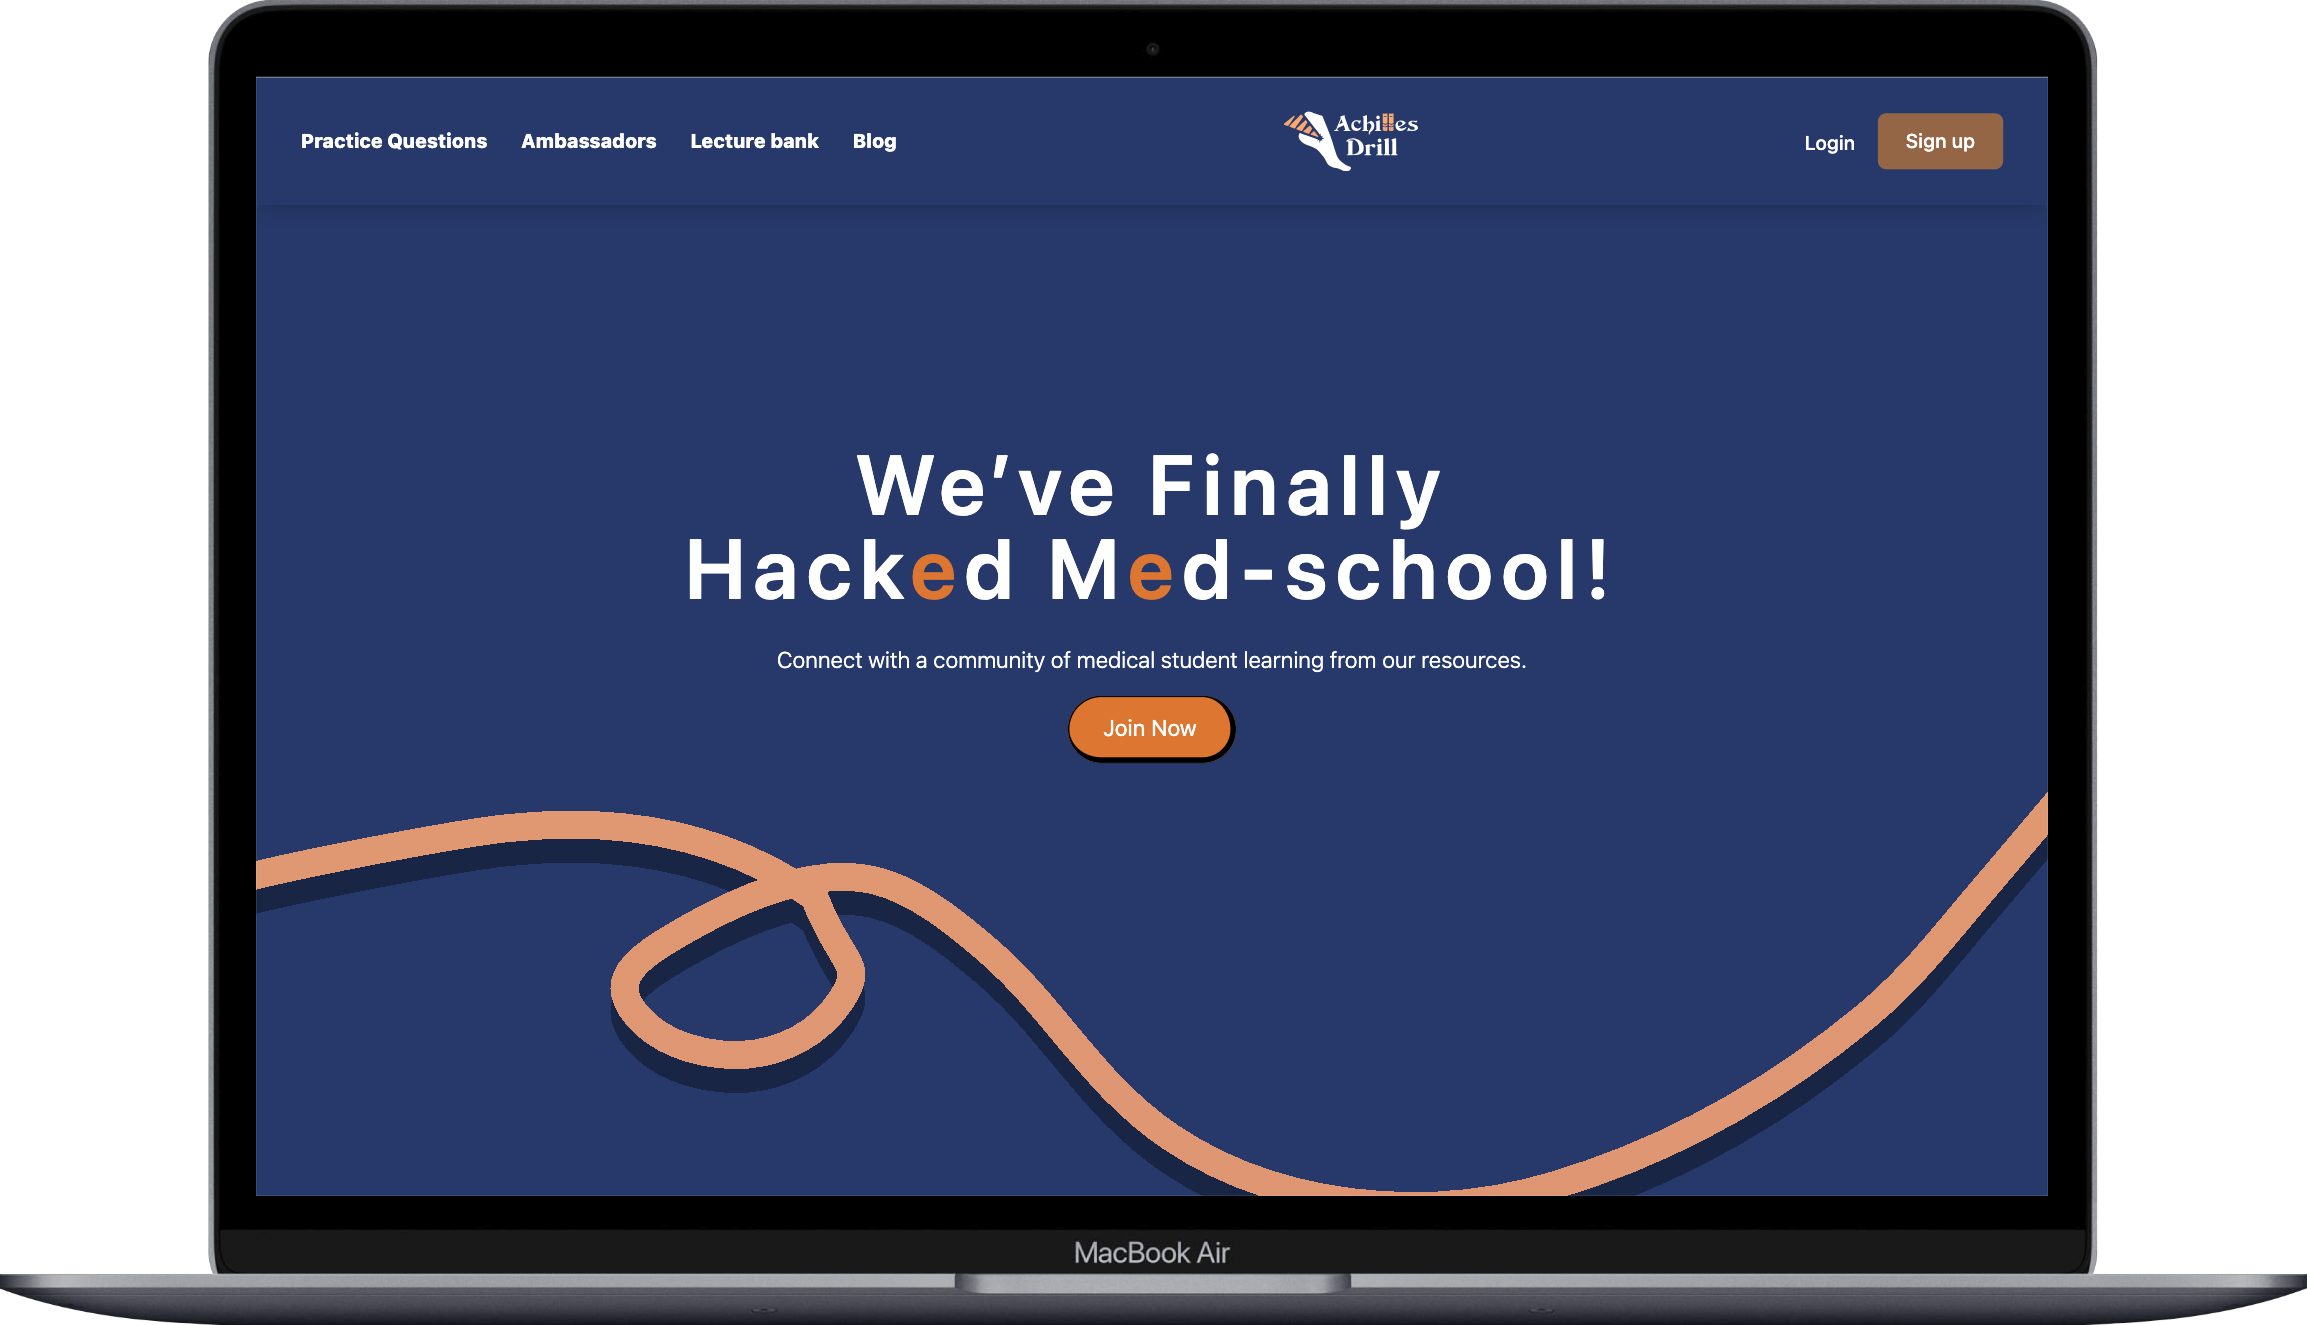 Practice Questions Ambassadors Lecture bank Blog
Achilles
Drill
Login Sign up
We’ve Finally
Hacked Med-school!
Connect with a community of medical student learning from our resources.
Join Now
MacBook Air